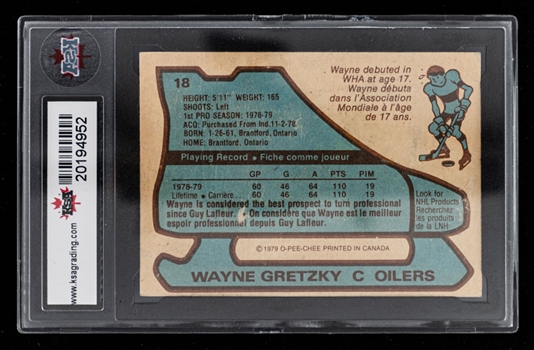 KSA
www.ksagrading.com
KSA
20194952
18
HEIGHT: 5'11" WEIGHT: 165
SHOOTS: Left
1st PRO SEASON: 1978-79
ACQ: Purchased From Ind. 11-2-78
BORN: 1-26-61, Brantford, Ontario
HOME: Brantford, Ontario
Wayne debuted in
WHA at age 17.
Wayne débuta
dans l'Association
Mondiale à l'âge
de 17 ans.
Playing Record • Fiche comme joueur
GP G A PTS PIM
1978-79 60 46 64 110 19
Lifetime • Carrière 60 46 64 110 19
Wayne is considered the best prospect to turn professional
since Guy Lafleur. • On considére que Wayne est le meilleur
espoir professionnel depuis Guy Lafleur.
Look for
NHL Products
Recherchez
les produits
de la LNH
© 1979 O-PEE-CHEE PRINTED IN CANADA
WAYNE GRETZKY C OILERS